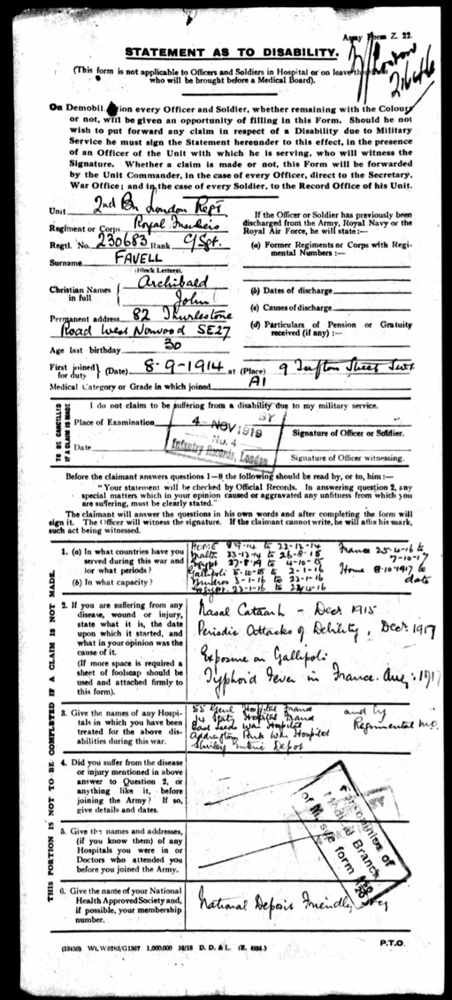 Army Form Z. 22.
STATEMENT AS TO DISABILITY.
(This form is not applicable to Officers and Soldiers in Hospital or on leave
who will be brought before a Medical Board).
On Demobilization every Officer and Soldier, whether remaining with the Colours
or not, will be given an opportunity of filling in this Form. Should he not
wish to put forward any claim in respect of a Disability due to Military
Service he must sign the Statement hereunder to this effect, in the presence
of an Officer of the Unit with which he is serving, who will witness the
Signature. Whether a claim is made or not, this Form will be forwarded
by the Unit Commander, in the case of every Officer, direct to the Secretary,
War Office; and in the case of every Soldier, to the Record Office of his Unit.
Unit 2nd Bn London Regt
Regiment or Corps Royal Fusiliers
Regtl. No. 230683 Rank C/Sgt.
Surname FAVELL
(Block Letters).
Christian Names in full } Archibald
John
Permanent address 82 Thurlestone
Road West Norwood SE27
Age last birthday 30
If the Officer or Soldier has previously been
discharged from the Army, Royal Navy or the
Royal Air Force, he will state:—
(a) Former Regiments or Corps with Regi-
mental Numbers :—
(b) Dates of discharge
(c) Causes of discharge
(d) Particulars of Pension or Gratuity
received (if any) :—
First joined for duty } (Date) 8-9-1914 at (Place) 9 Tufton Street
Medical Category or Grade in which joined A1
TO BE CANCELLED IF A CLAIM IS MADE
I do not claim to be suffering from a disability due to my military service.
Place of Examination
Signature of Officer or Soldier.
Date
Signature of Officer witnessing.
4 NOV 1919
No. 4
Infantry Records, London
Before the claimant answers questions 1—8 the following should be read by, or to, him :—
"Your statement will be checked by Official Records. In answering question 2, any
special matters which in your opinion caused or aggravated any unfitness from which you
are suffering, must be clearly stated."
The claimant will answer the questions in his own words and after completing the form will
sign it. The Officer will witness the signature. If the claimant cannot write, he will affix his mark,
such act being witnessed.
THIS PORTION IS NOT TO BE COMPLETED IF A CLAIM IS NOT MADE.
1. (a) In what countries have you
served during this war and
for what periods?
(b) In what capacity?
HOME 8-9-14 to 22-12-14
Malta 23-12-14 to 26-8-15
Egypt 27-8-19 to 4-10-15
Gallipoli 5-10-15 to 2-1-16
Mudros 3-1-16 to 22-1-16
Egypt. 23-1-16 to 24-4-16
France 25-4-16 to
7-10-17
Home 8-10-1917 to
date
2. If you are suffering from any
disease, wound or injury,
state what it is, the date
upon which it started, and
what in your opinion was the
cause of it.
(If more space is required a
sheet of foolscap should be
used and attached firmly to
this form).
Nasal Catarrh - Decr 1915
Periodic Attacks of Debility, Decr 1917
Exposure on Gallipoli
Typhoid Fever in France. Aug: 1917
3. Give the names of any Hospi-
tals in which you have been
treated for the above dis-
abilities during this war.
55 Genl Hospital France
14 Staty Hospital France
East Leeds War Hospital
Addington Park War Hospital
Shirley Enteric Depot
and by
Regimental M.O.
4. Did you suffer from the disease
or injury mentioned in above
answer to Question 2, or
anything like it, before
joining the Army? If so,
give details and dates.
5. Give the names and addresses,
(if you know them) of any
Hospitals you were in or
Doctors who attended you
before you joined the Army.
For opinion of
Medical Branch
of M. side form
6. Give the name of your National
Health Approved Society and,
if possible, your membership
number.
National Deposit Friendly Socy
(12450) Wt. W6783/G1367 1,000,000 12/18 D. D. & L. (E. 4924.)
P.T.O.